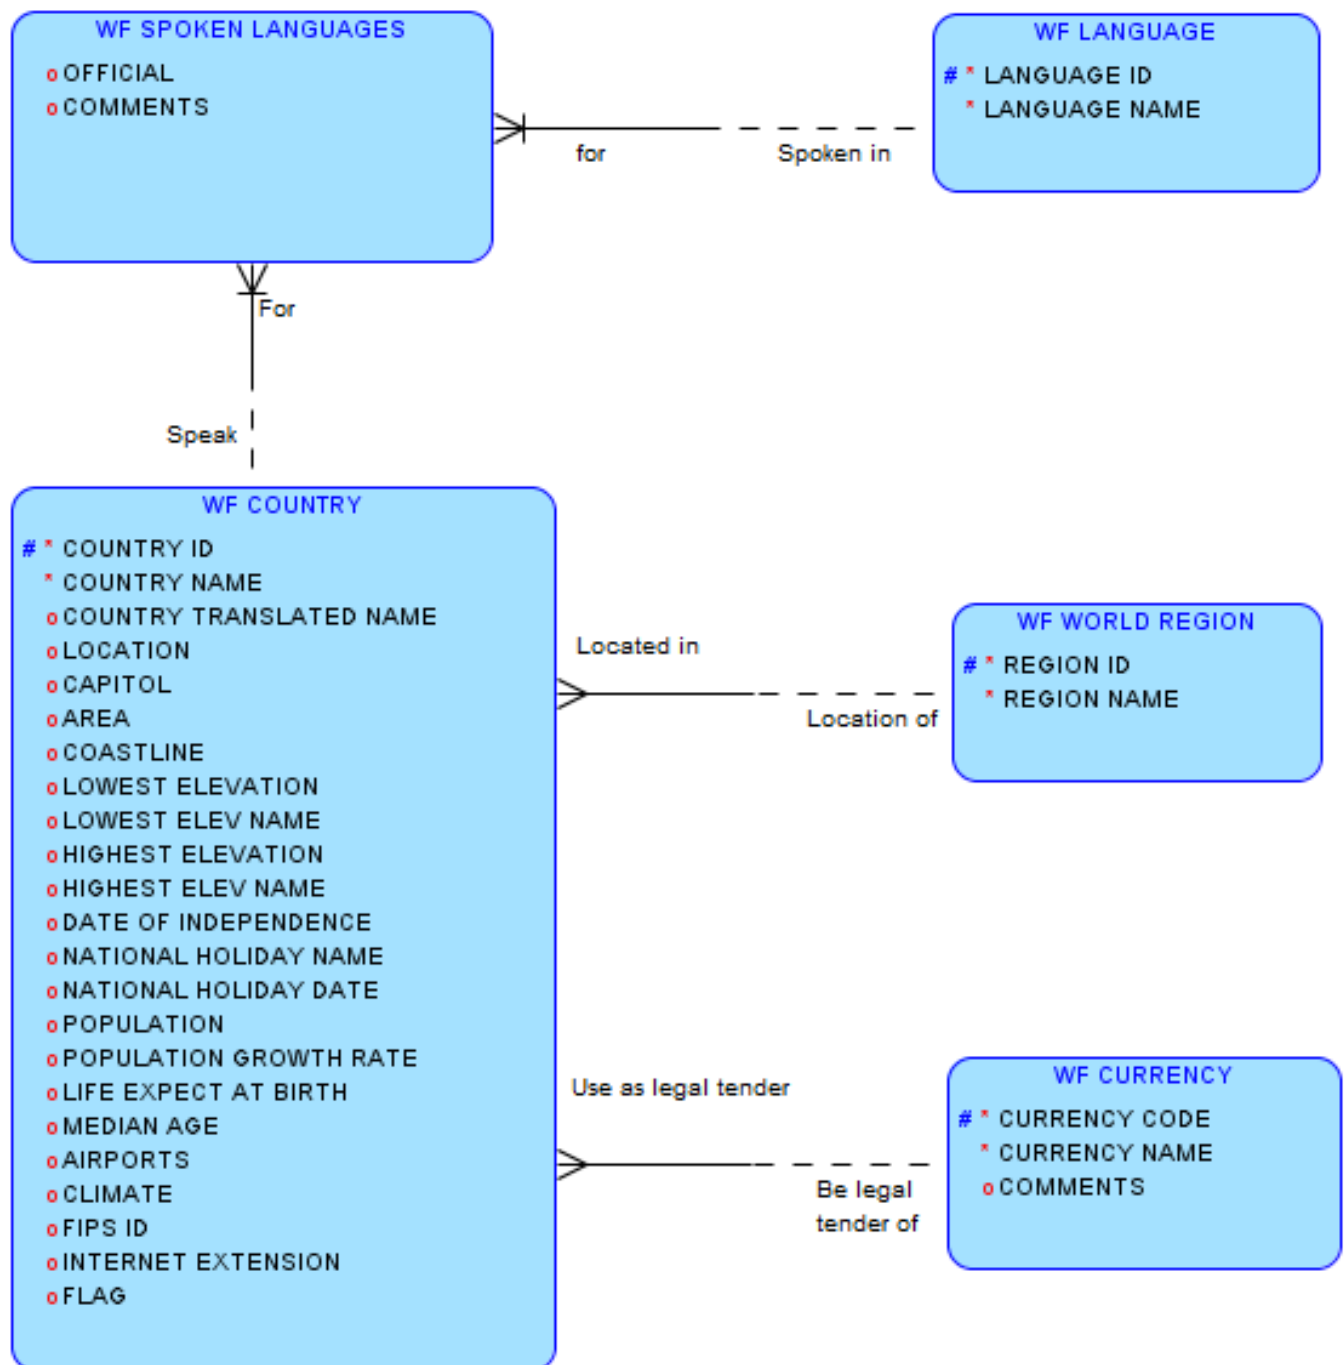 WF SPOKEN LANGUAGES
o OFFICIAL
o COMMENTS
WF LANGUAGE
# * LANGUAGE ID
* LANGUAGE NAME
for
Spoken in
For
Speak
WF COUNTRY
# * COUNTRY ID
* COUNTRY NAME
o COUNTRY TRANSLATED NAME
o LOCATION
o CAPITOL
o AREA
o COASTLINE
o LOWEST ELEVATION
o LOWEST ELEV NAME
o HIGHEST ELEVATION
o HIGHEST ELEV NAME
o DATE OF INDEPENDENCE
o NATIONAL HOLIDAY NAME
o NATIONAL HOLIDAY DATE
o POPULATION
o POPULATION GROWTH RATE
o LIFE EXPECT AT BIRTH
o MEDIAN AGE
o AIRPORTS
o CLIMATE
o FIPS ID
o INTERNET EXTENSION
o FLAG
Located in
Location of
WF WORLD REGION
# * REGION ID
* REGION NAME
Use as legal tender
Be legal
tender of
WF CURRENCY
# * CURRENCY CODE
* CURRENCY NAME
o COMMENTS